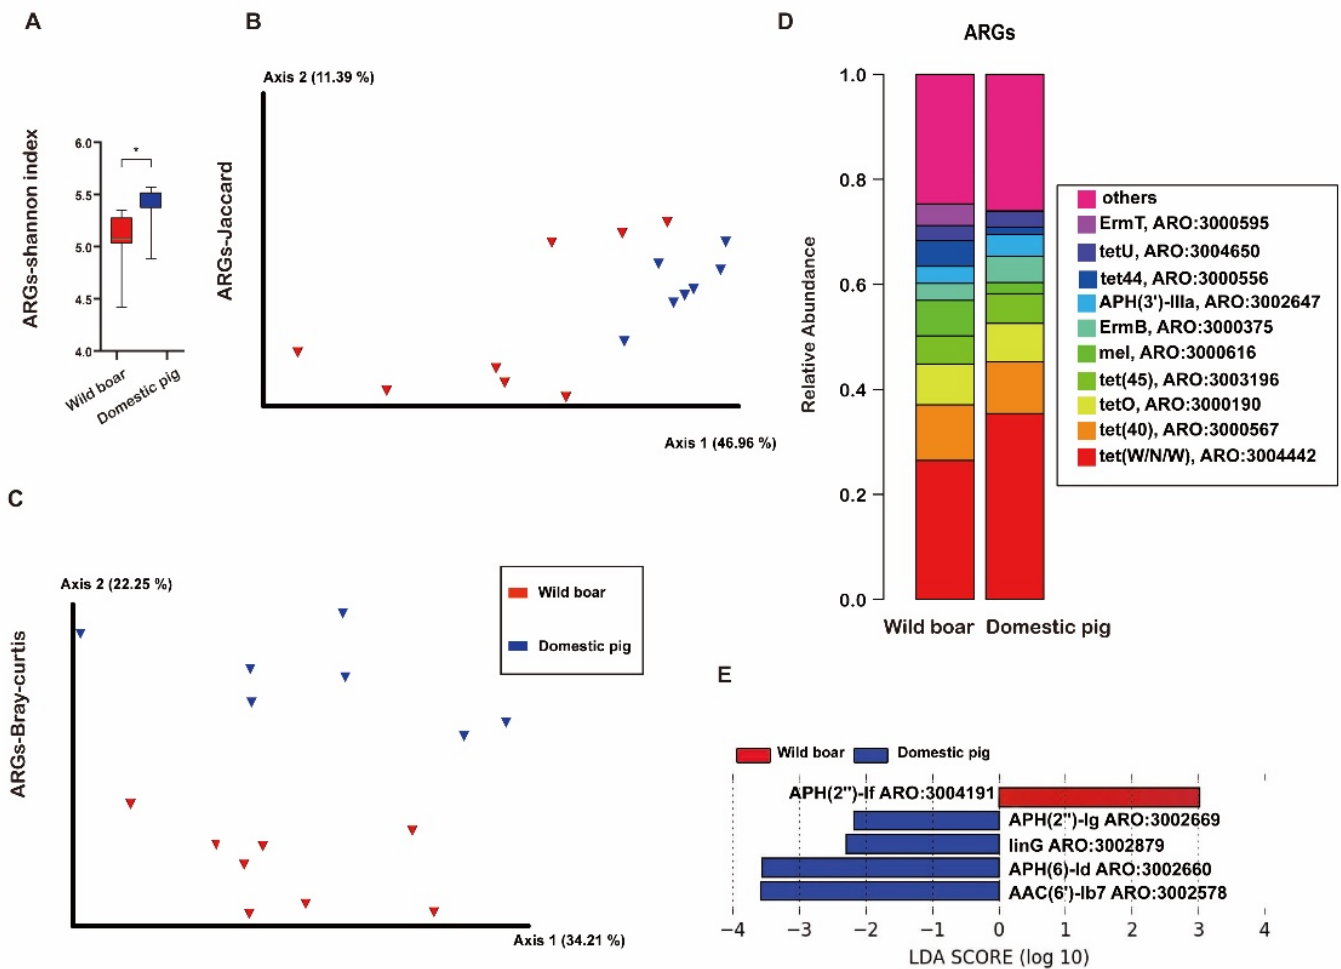 A
ARGs-shannon index
6.0
*
5.5
5.0
4.5
4.0
Wild boar
Domestic pig
B
Axis 2 (11.39 %)
ARGs-Jaccard
Axis 1 (46.96 %)
C
Axis 2 (22.25 %)
ARGs-Bray-curtis
Wild boar
Domestic pig
Axis 1 (34.21 %)
D
ARGs
Relative Abundance
1.0
0.8
0.6
0.4
0.2
0.0
Wild boar
Domestic pig
others
ErmT, ARO:3000595
tetU, ARO:3004650
tet44, ARO:3000556
APH(3')-IIIa, ARO:3002647
ErmB, ARO:3000375
mel, ARO:3000616
tet(45), ARO:3003196
tetO, ARO:3000190
tet(40), ARO:3000567
tet(W/N/W), ARO:3004442
E
Wild boar
Domestic pig
APH(2")-If ARO:3004191
APH(2")-Ig ARO:3002669
linG ARO:3002879
APH(6)-Id ARO:3002660
AAC(6')-Ib7 ARO:3002578
−4 −3 −2 −1 0 1 2 3 4
LDA SCORE (log 10)